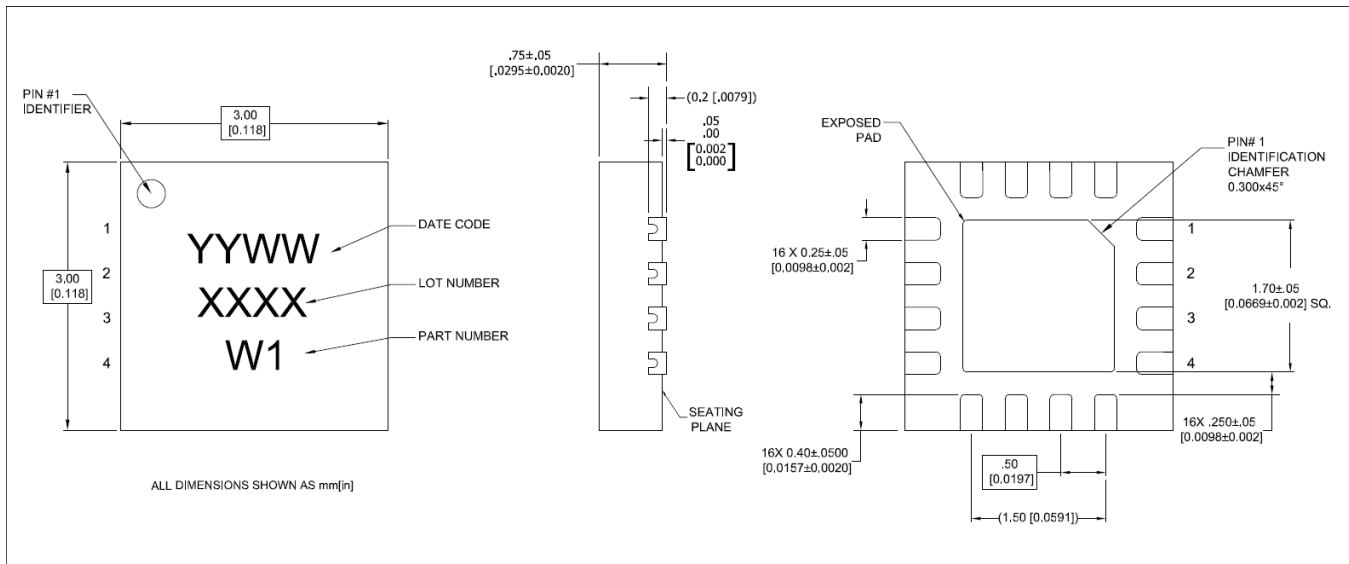 PIN #1
IDENTIFIER
3.00
[0.118]
3.00
[0.118]
1
2
3
4
YYWW
XXXX
W1
DATE CODE
LOT NUMBER
PART NUMBER
ALL DIMENSIONS SHOWN AS mm[in]
.75±.05
[.0295±0.0020]
(0.2 [.0079])
.05
.00
[0.002
0.000]
SEATING
PLANE
EXPOSED
PAD
PIN# 1
IDENTIFICATION
CHAMFER
0.300x45°
16 X 0.25±.05
[0.0098±0.002]
1
2
3
4
1.70±.05
[0.0669±0.002] SQ.
16X .250±.05
[0.0098±0.002]
16X 0.40±.0500
[0.0157±0.0020]
.50
[0.0197]
(1.50 [0.0591])